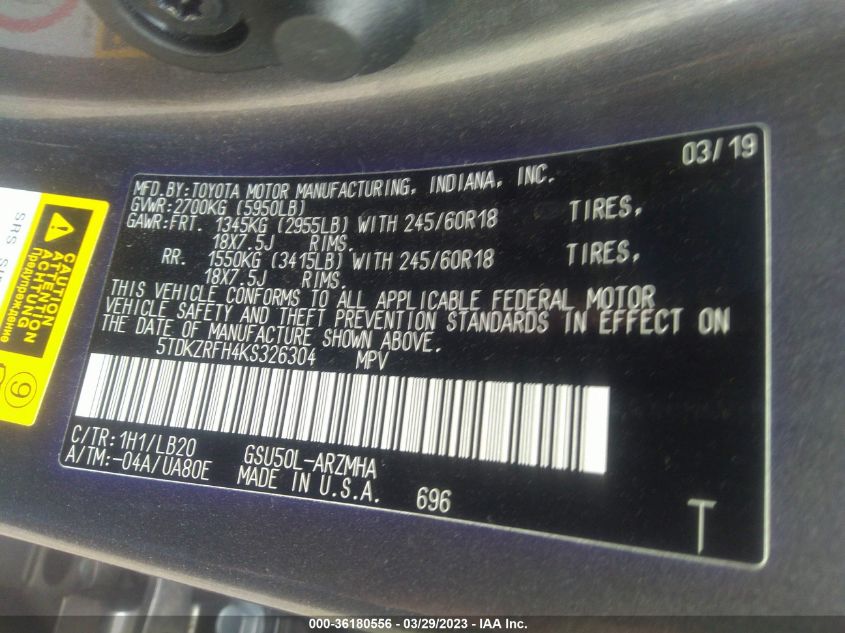 03/19
MFD.BY:TOYOTA MOTOR MANUFACTURING, INDIANA, INC.
GVWR:2700KG (5950LB)
GAWR:FRT. 1345KG (2955LB) WITH 245/60R18 TIRES,
18X7.5J RIMS.
RR. 1550KG (3415LB) WITH 245/60R18 TIRES,
18X7.5J RIMS.
THIS VEHICLE CONFORMS TO ALL APPLICABLE FEDERAL MOTOR
VEHICLE SAFETY AND THEFT PREVENTION STANDARDS IN EFFECT ON
THE DATE OF MANUFACTURE SHOWN ABOVE.
5TDKZRFH4KS326304 MPV
C/TR:1H1/LB20 GSU50L-ARZMHA
A/TM:-04A/UA80E MADE IN U.S.A. 696
T
CAUTION
ATTENTION
ACHTUNG
Предупреждение
9
SRS
000-36180556 - 03/29/2023 - IAA Inc.